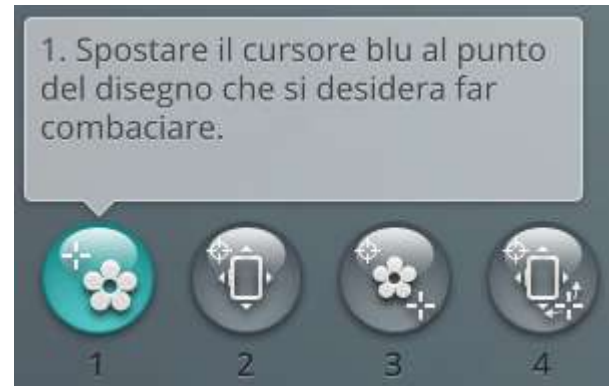 1. Spostare il cursore blu al punto
del disegno che si desidera far
combaciare.
1 2 3 4